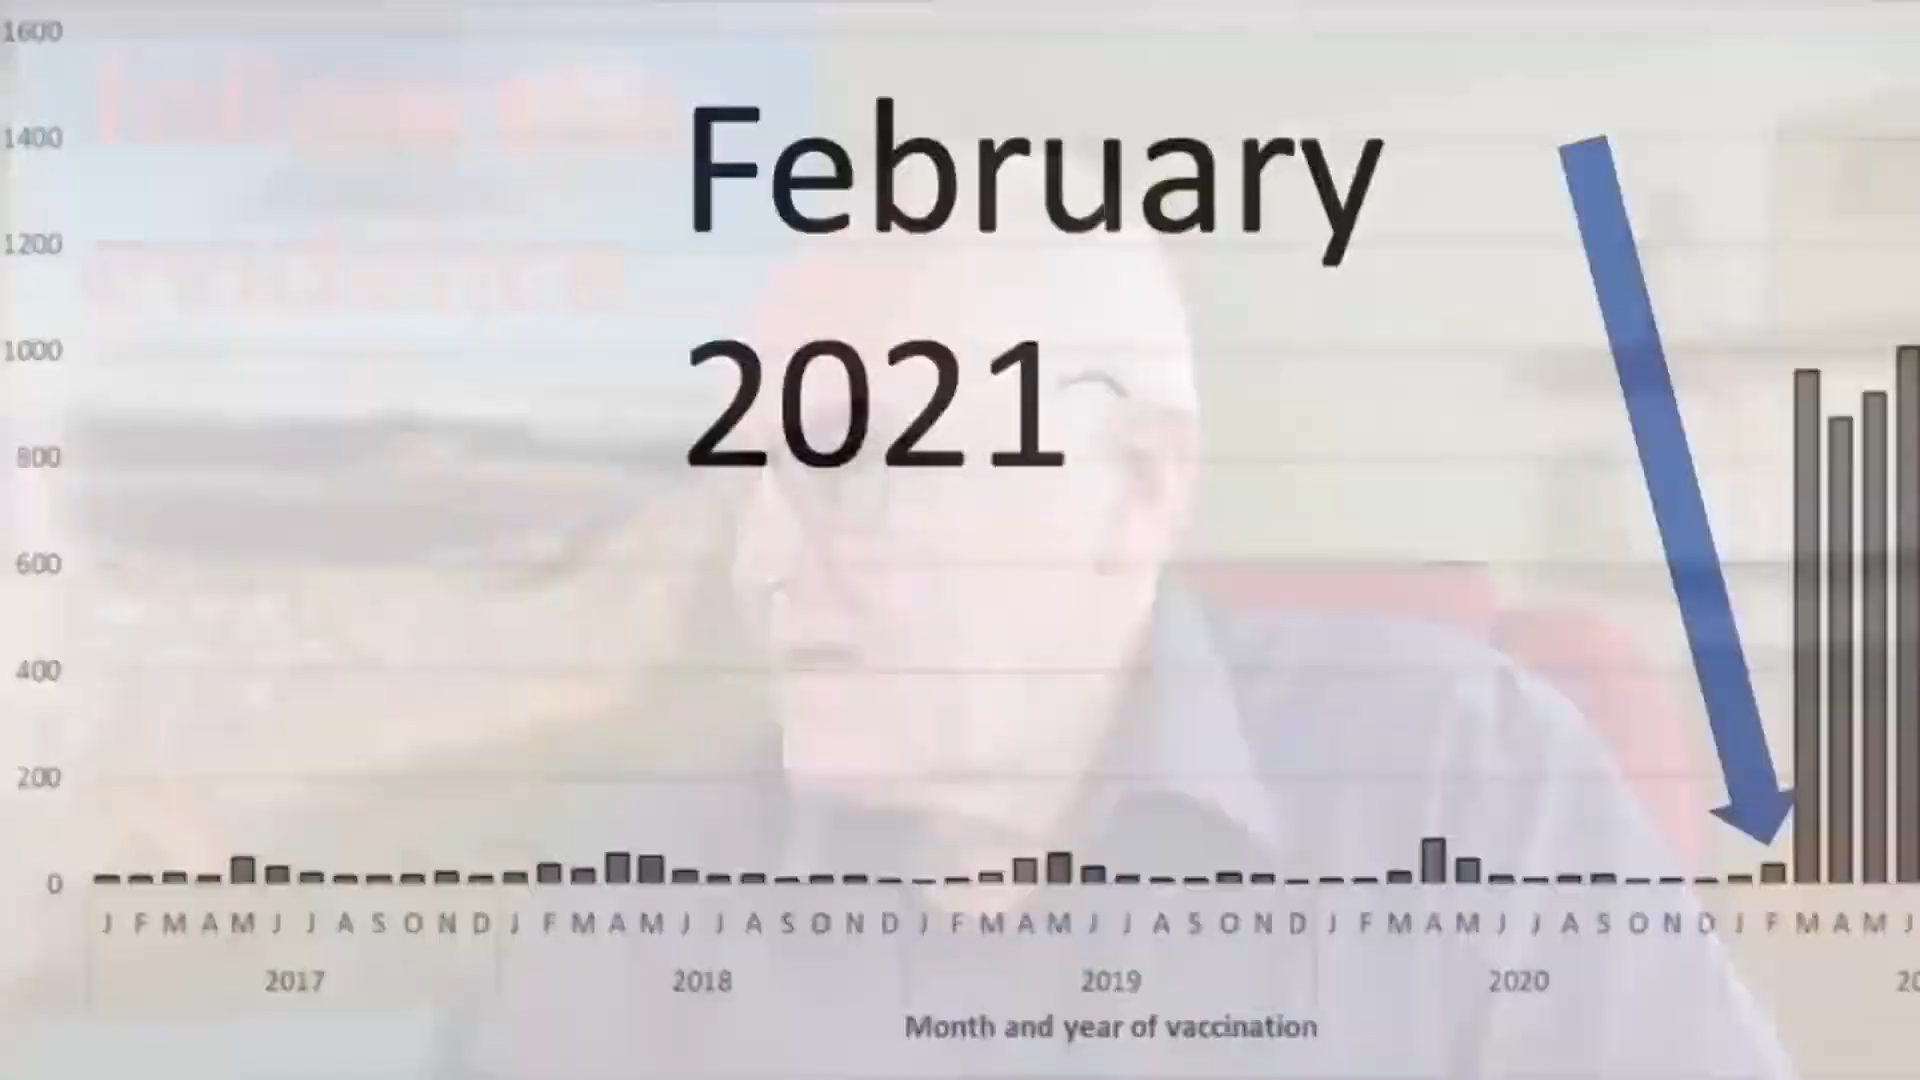 1600
1400
1200
1000
800
600
400
200
0
February
2021
J F M A M J J A S O N D J F M A M J J A S O N D J F M A M J J A S O N D J F M A M J J A S O N D J F M A M J
2017 2018 2019 2020 20
Month and year of vaccination